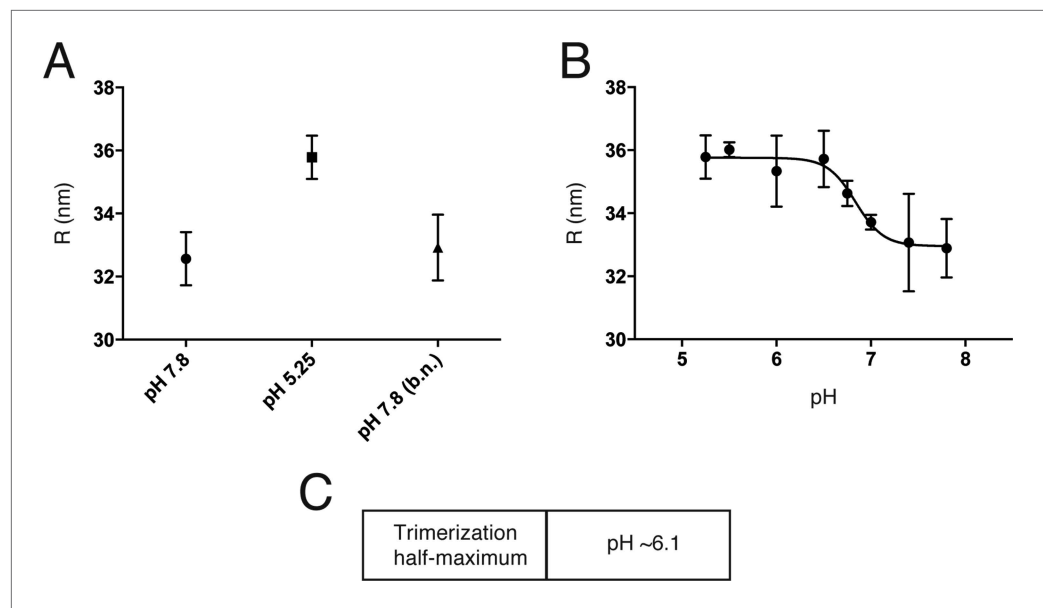 A
38
36
34
32
30
R (nm)
pH 7.8
pH 5.25
pH 7.8 (b.n.)
B
38
36
34
32
30
R (nm)
5 6 7 8
pH
C
Trimerization
half-maximum
pH ~6.1